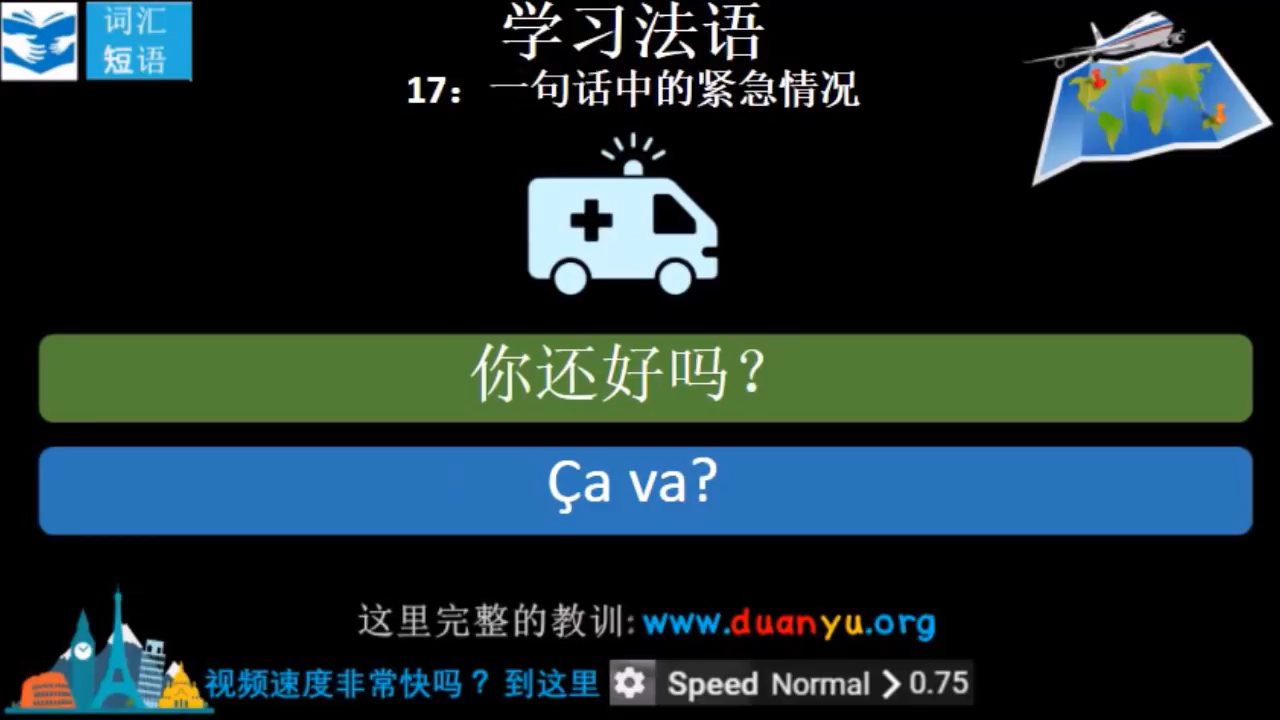 词汇
短语
学习法语
17：一句话中的紧急情况
你还好吗？
Ça va?
这里完整的教训: www.duanyu.org
视频速度非常快吗？到这里 Speed Normal > 0.75